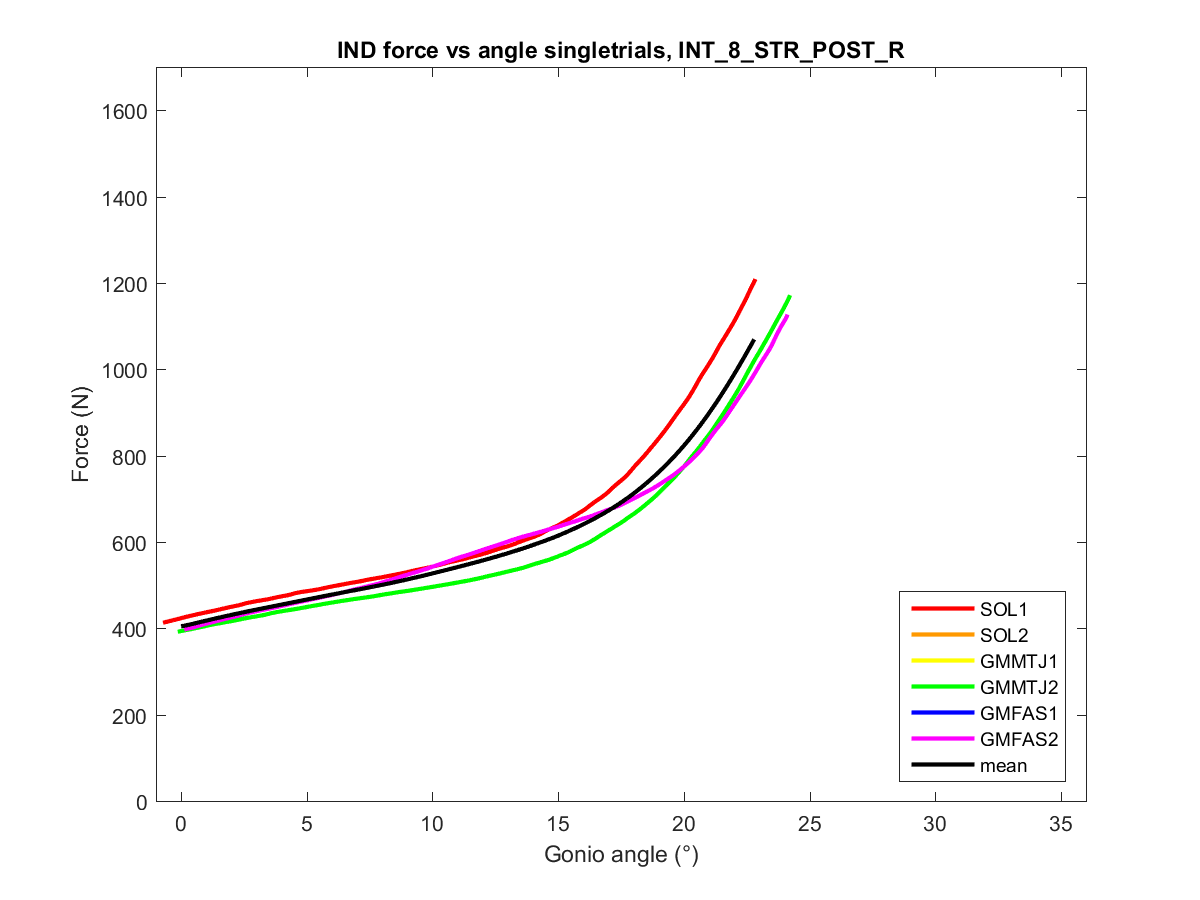 IND force vs angle singletrials, INT_8_STR_POST_R
1600
1400
1200
1000
800
600
400
200
0
Force (N)
0 5 10 15 20 25 30 35
Gonio angle (°)
SOL1
SOL2
GMMTJ1
GMMTJ2
GMFAS1
GMFAS2
mean